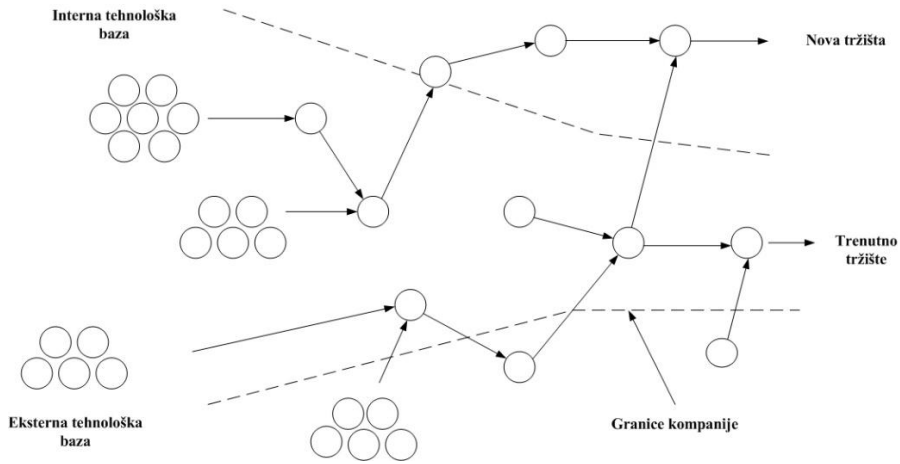 Interna tehnološka
baza
Nova tržišta
Trenutno
tržište
Eksterna tehnološka
baza
Granice kompanije